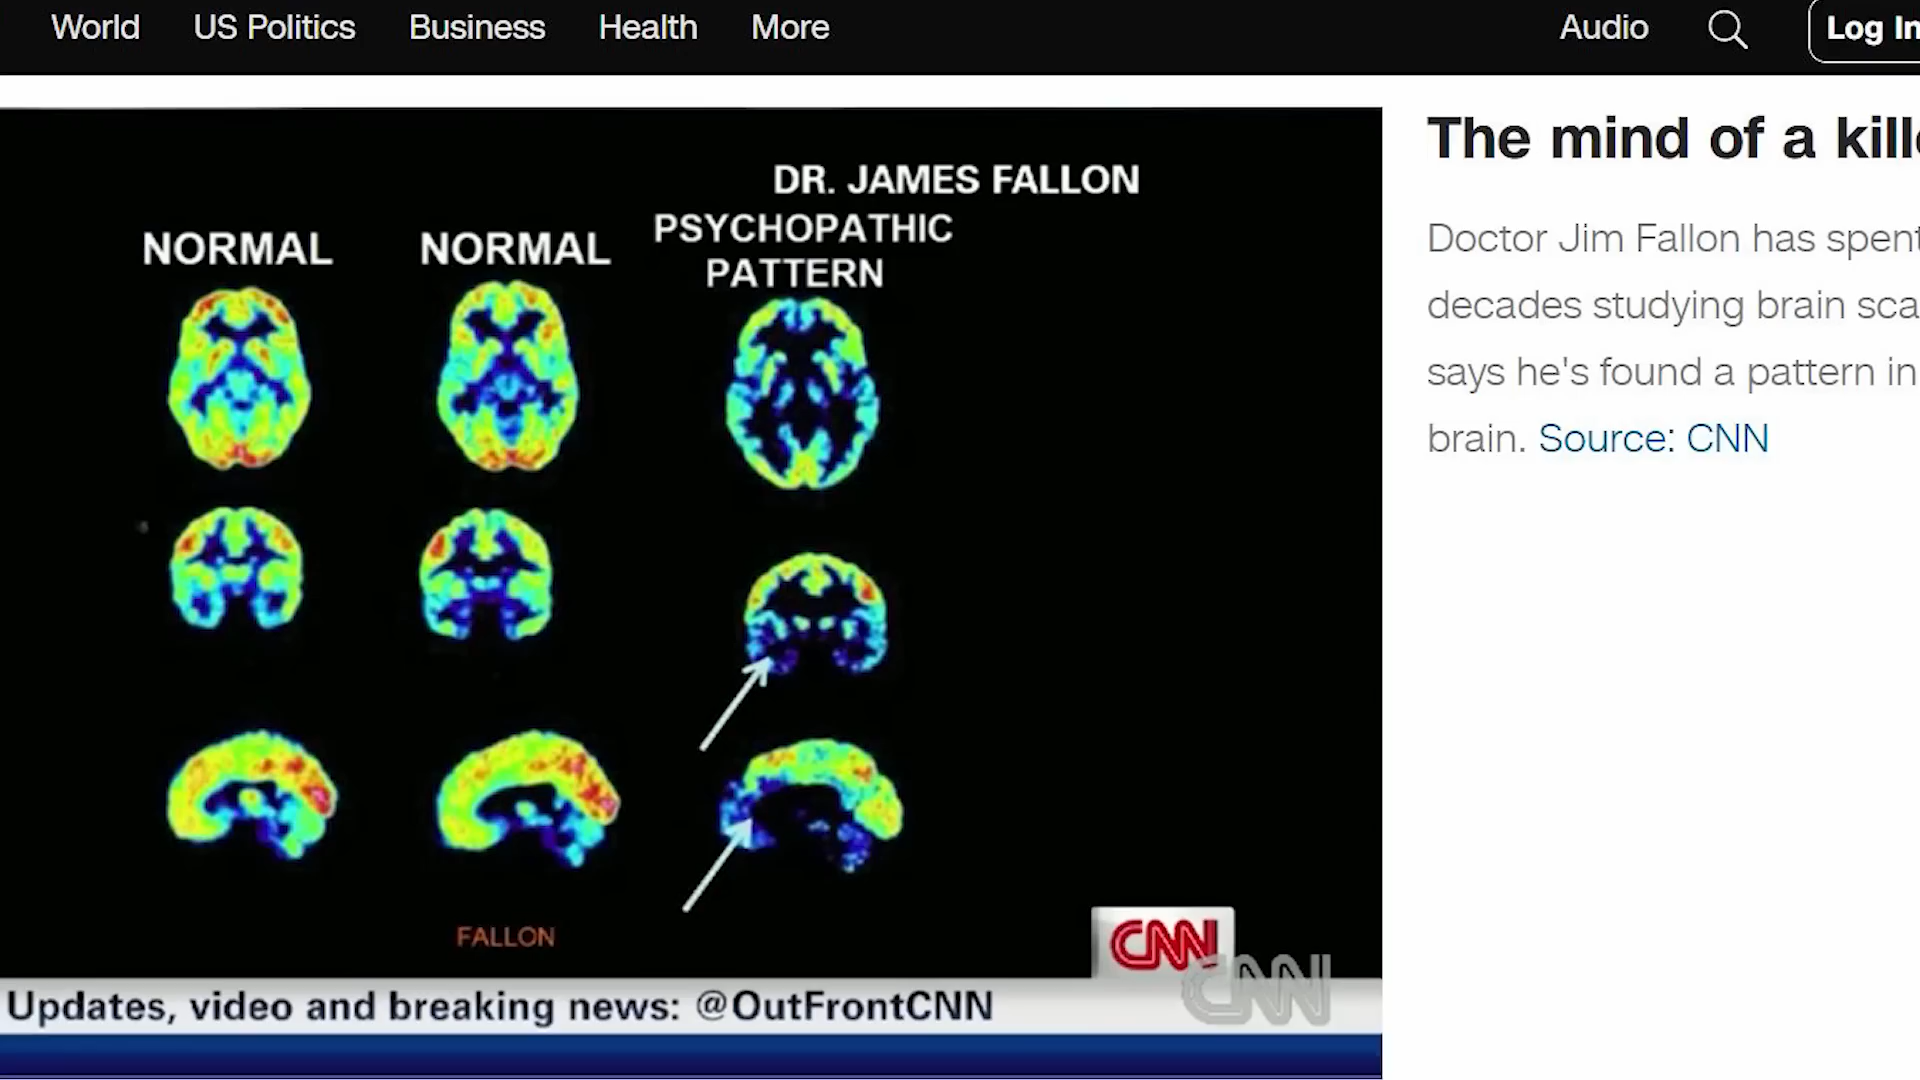 World US Politics Business Health More Audio Log In
DR. JAMES FALLON
NORMAL NORMAL PSYCHOPATHIC
PATTERN
FALLON
CNN
CNN
Updates, video and breaking news: @OutFrontCNN
The mind of a kill
Doctor Jim Fallon has spent
decades studying brain sca
says he's found a pattern in
brain. Source: CNN